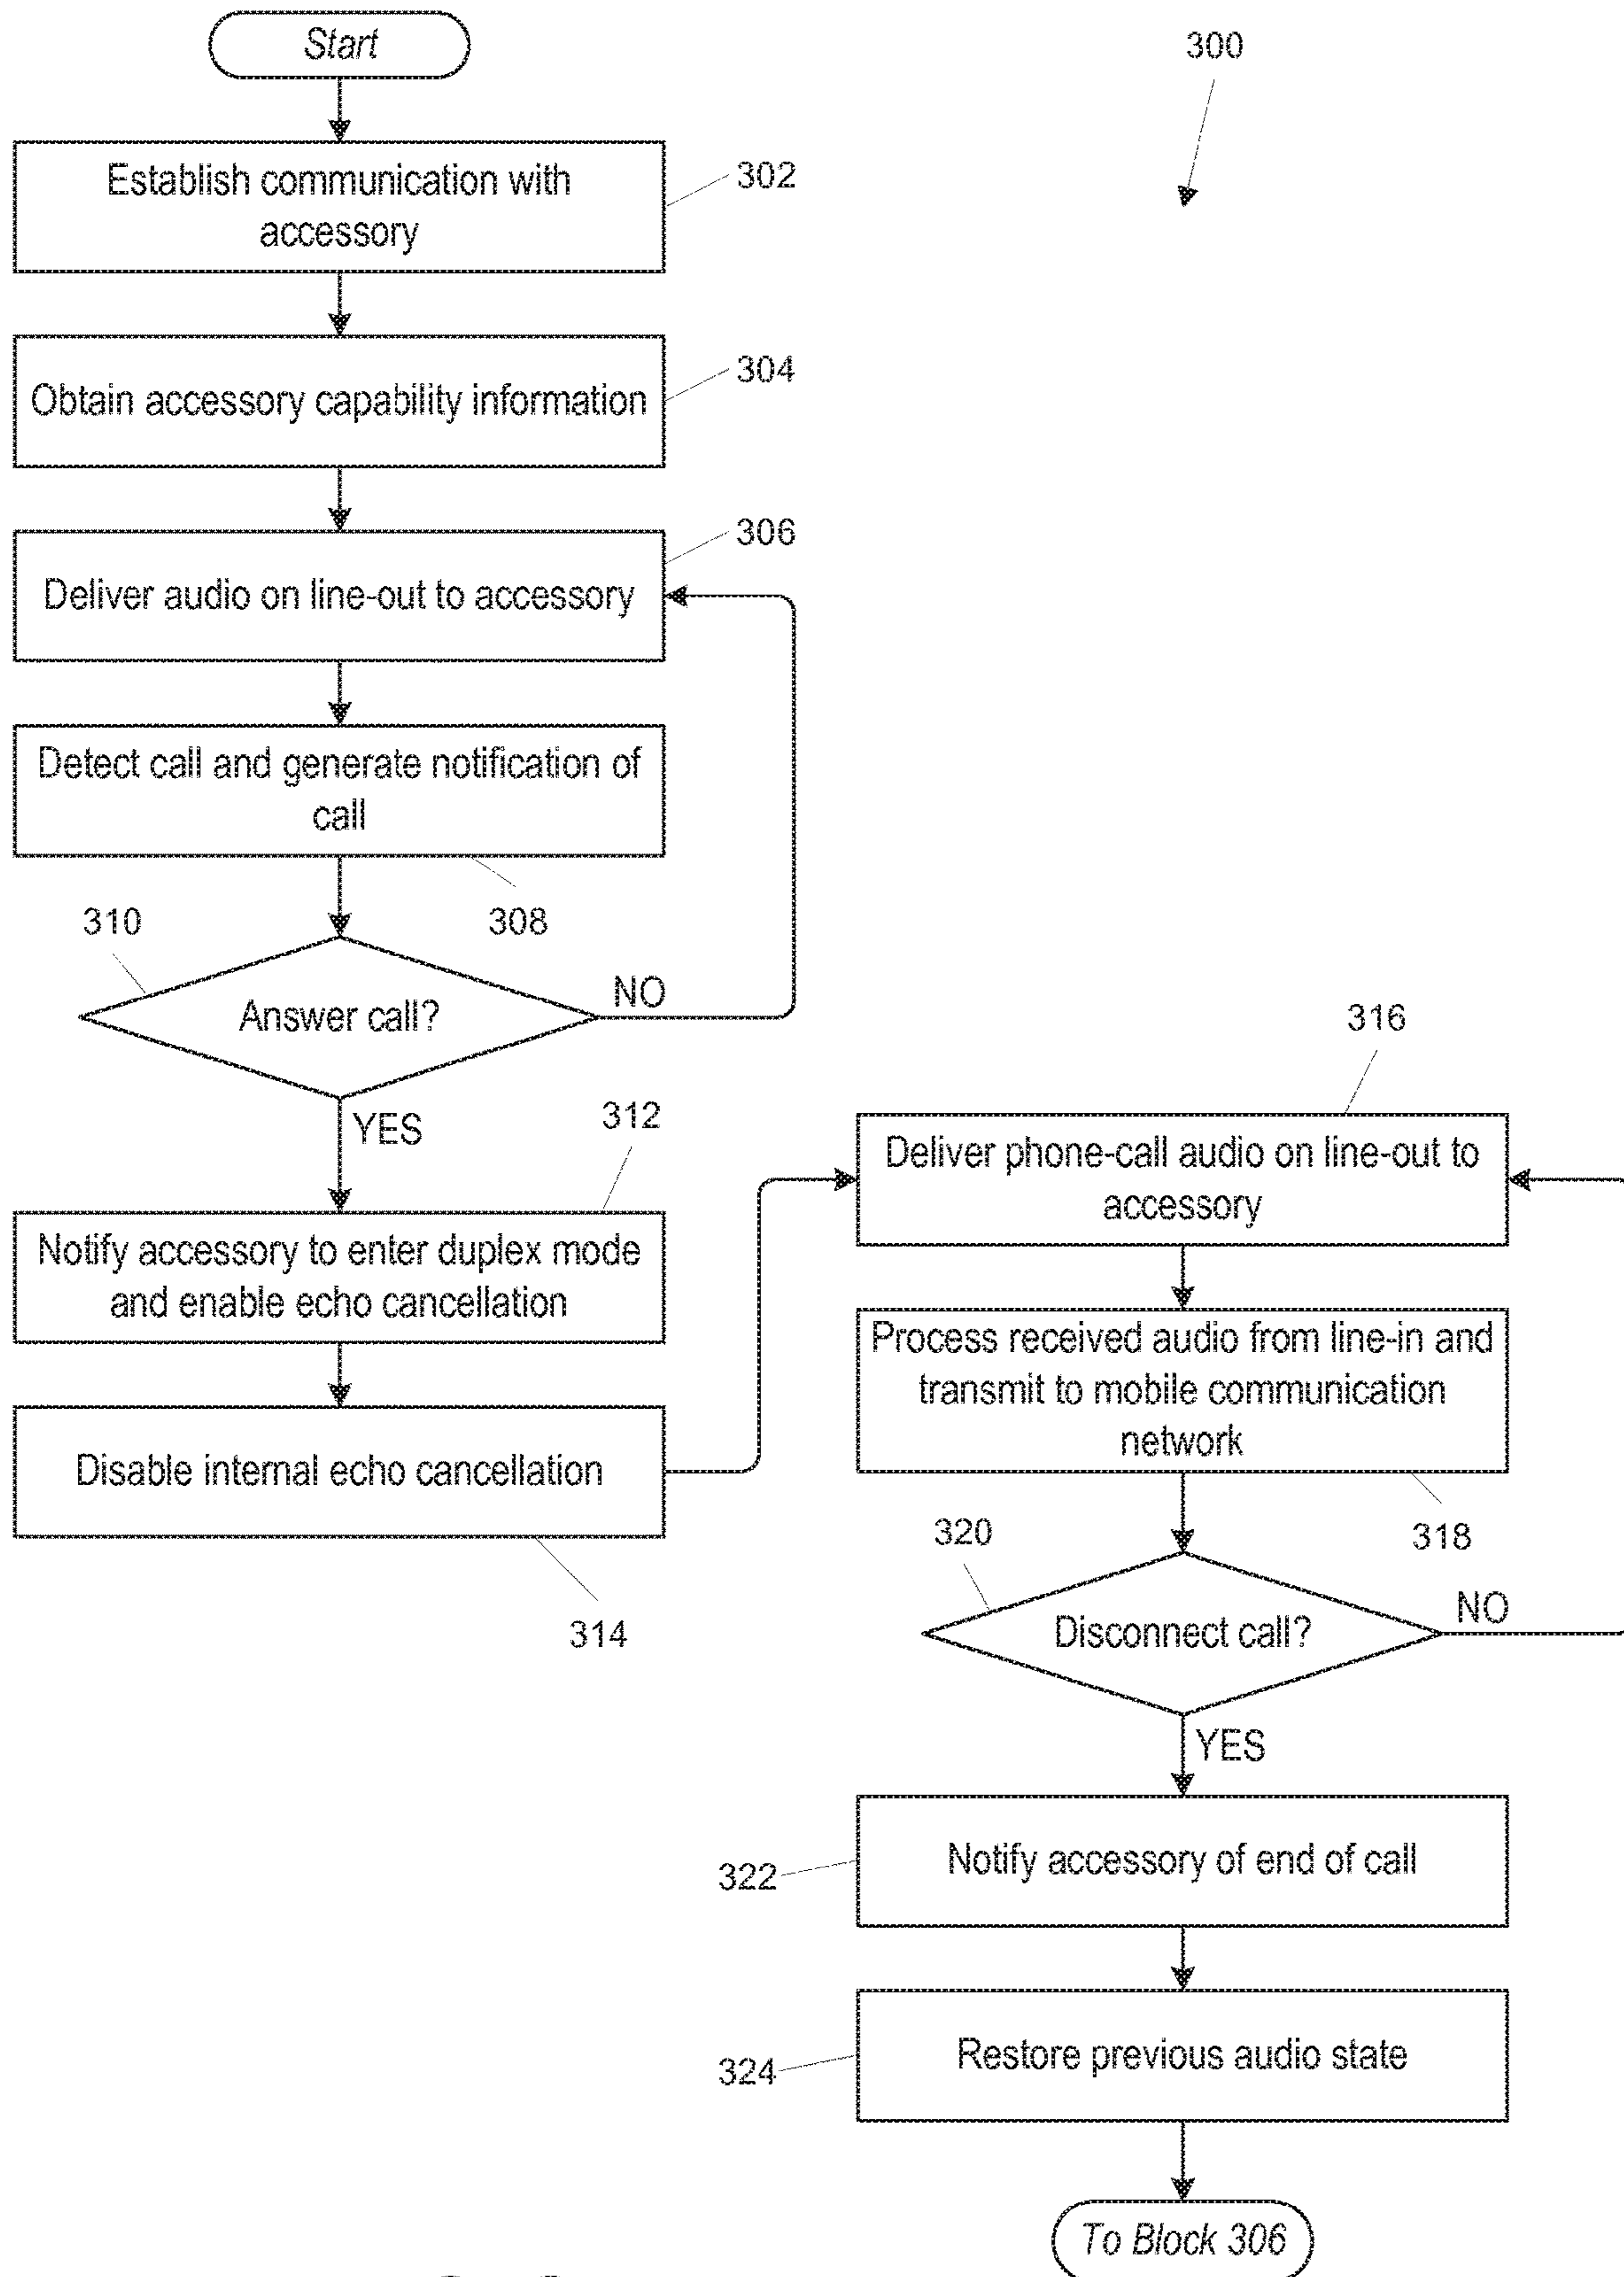 Start
300
Establish communication with
accessory
302
Obtain accessory capability information
304
Deliver audio on line-out to accessory
306
Detect call and generate notification of
call
308
310
Answer call?
NO
YES
312
Notify accessory to enter duplex mode
and enable echo cancellation
Disable internal echo cancellation
314
316
Deliver phone-call audio on line-out to
accessory
Process received audio from line-in and
transmit to mobile communication
network
318
320
Disconnect call?
NO
YES
322
Notify accessory of end of call
324
Restore previous audio state
To Block 306